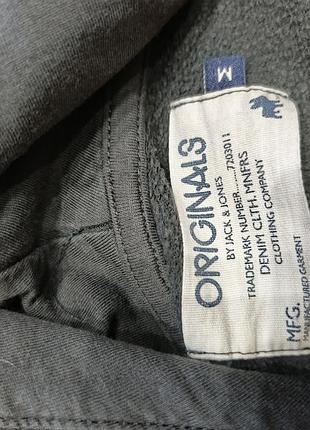 M
ORIGINALS
BY JACK & JONES
TRADEMARK NUMBER........7203011
DENIM CLTH. MNFRS
CLOTHING COMPANY
MFG.
MANUFACTURED GARMENT